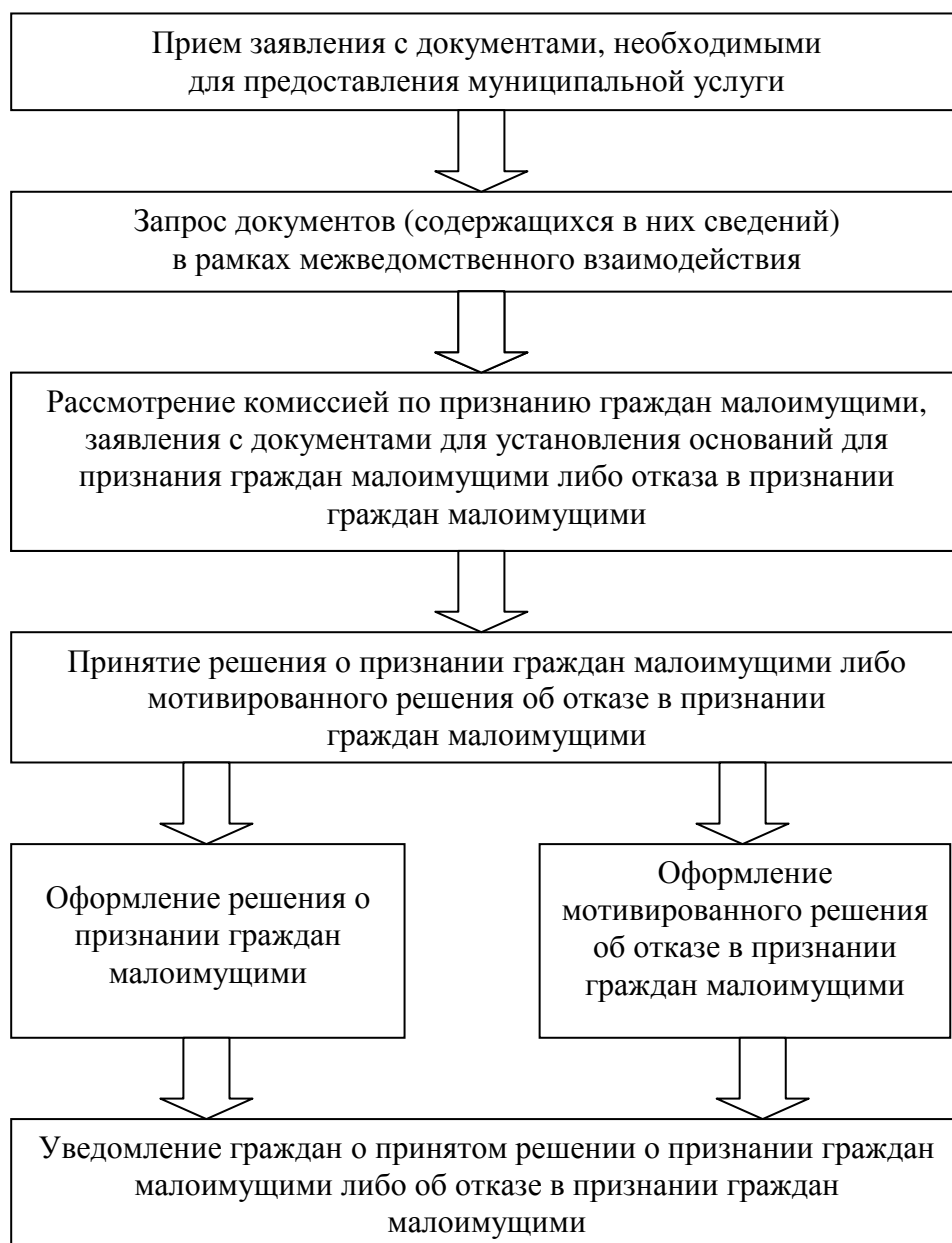 Прием заявления с документами, необходимыми
для предоставления муниципальной услуги
Запрос документов (содержащихся в них сведений)
в рамках межведомственного взаимодействия
Рассмотрение комиссией по признанию граждан малоимущими,
заявления с документами для установления оснований для
признания граждан малоимущими либо отказа в признании
граждан малоимущими
Принятие решения о признании граждан малоимущими либо
мотивированного решения об отказе в признании
граждан малоимущими
Оформление решения о
признании граждан
малоимущими
Оформление
мотивированного решения
об отказе в признании
граждан малоимущими
Уведомление граждан о принятом решении о признании граждан
малоимущими либо об отказе в признании граждан
малоимущими